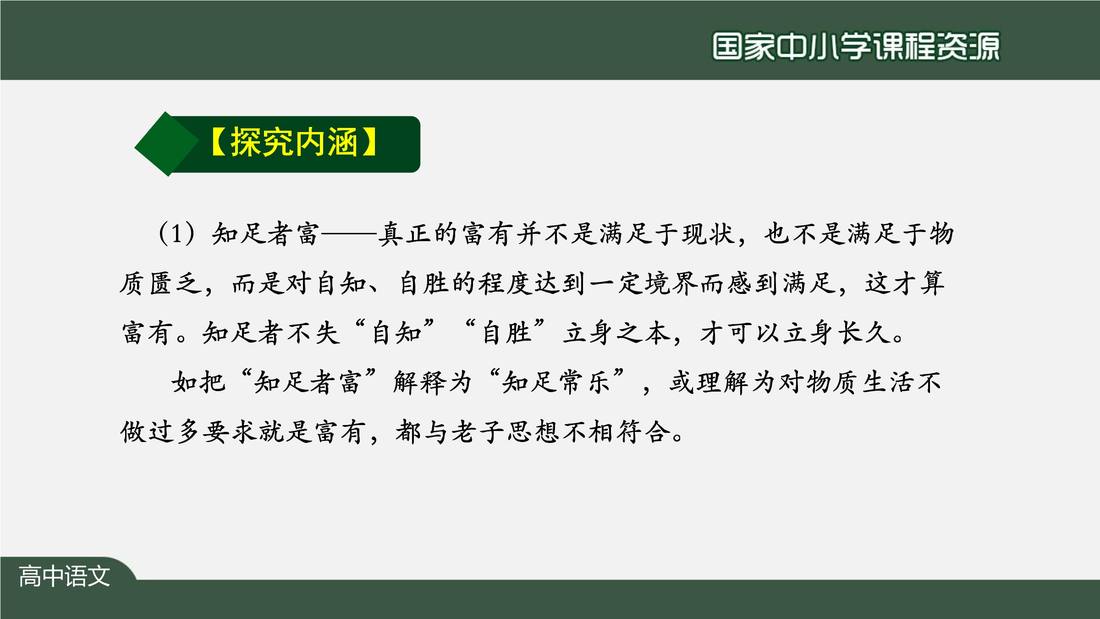 国家中小学课程资源
【探究内涵】
（1）知足者富——真正的富有并不是满足于现状，也不是满足于物
质匮乏，而是对自知、自胜的程度达到一定境界而感到满足，这才算
富有。知足者不失“自知”“自胜”立身之本，才可以立身长久。
如把“知足者富”解释为“知足常乐”，或理解为对物质生活不
做过多要求就是富有，都与老子思想不相符合。
高中语文